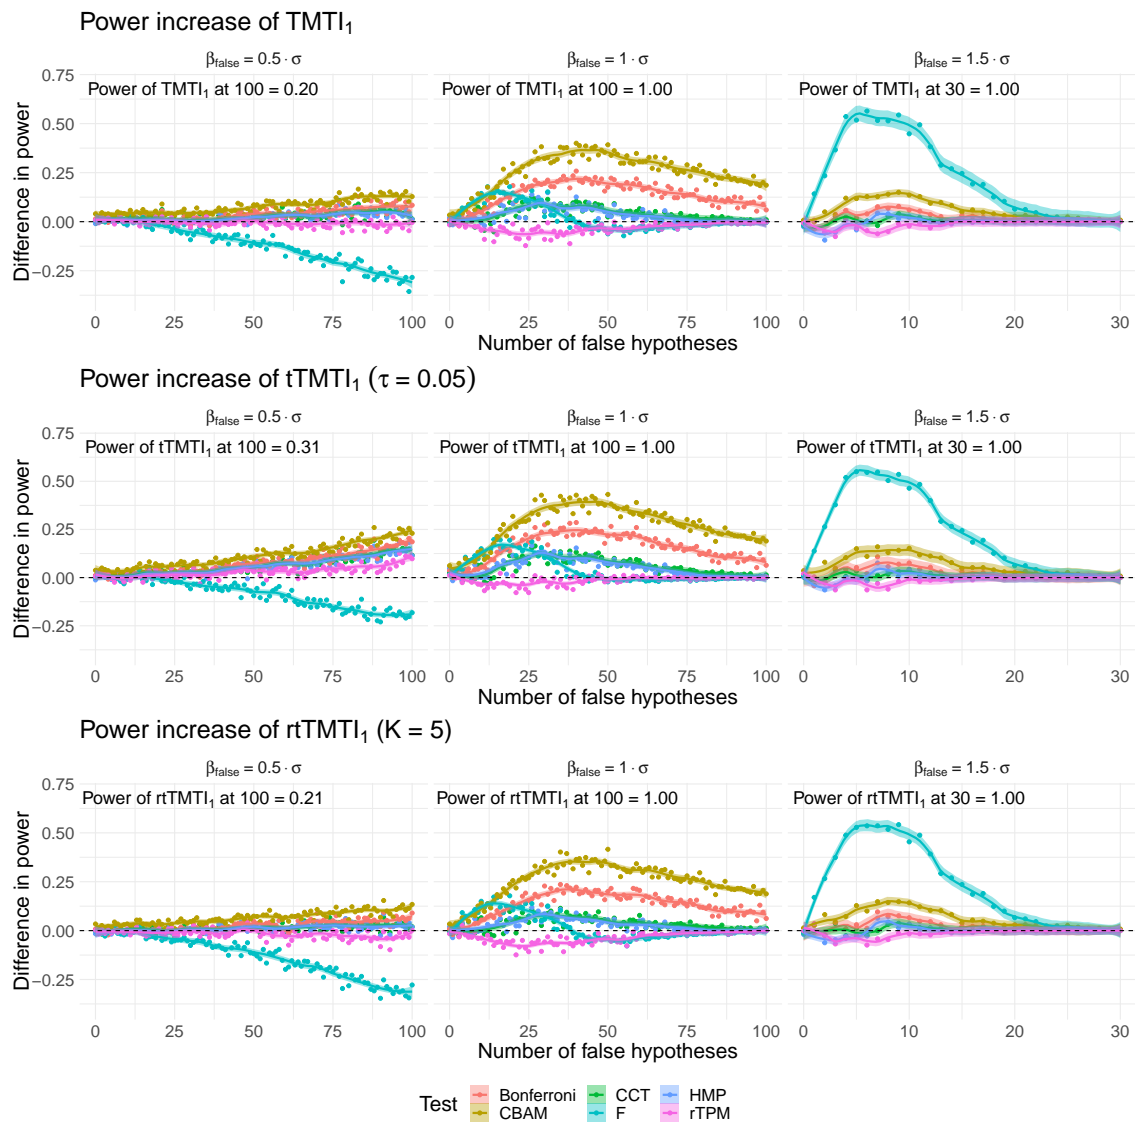 Power increase of TMTI₁
β_false = 0.5 · σ
β_false = 1 · σ
β_false = 1.5 · σ
Power of TMTI₁ at 100 = 0.20
Power of TMTI₁ at 100 = 1.00
Power of TMTI₁ at 30 = 1.00
Difference in power
0.75
0.50
0.25
0.00
−0.25
0 25 50 75 100
0 25 50 75 100
0 10 20 30
Number of false hypotheses
Power increase of tTMTI₁ (τ = 0.05)
β_false = 0.5 · σ
β_false = 1 · σ
β_false = 1.5 · σ
Power of tTMTI₁ at 100 = 0.31
Power of tTMTI₁ at 100 = 1.00
Power of tTMTI₁ at 30 = 1.00
Difference in power
0.75
0.50
0.25
0.00
−0.25
0 25 50 75 100
0 25 50 75 100
0 10 20 30
Number of false hypotheses
Power increase of rtTMTI₁ (K = 5)
β_false = 0.5 · σ
β_false = 1 · σ
β_false = 1.5 · σ
Power of rtTMTI₁ at 100 = 0.21
Power of rtTMTI₁ at 100 = 1.00
Power of rtTMTI₁ at 30 = 1.00
Difference in power
0.75
0.50
0.25
0.00
−0.25
0 25 50 75 100
0 25 50 75 100
0 10 20 30
Number of false hypotheses
Test
Bonferroni CCT HMP
CBAM F rTPM